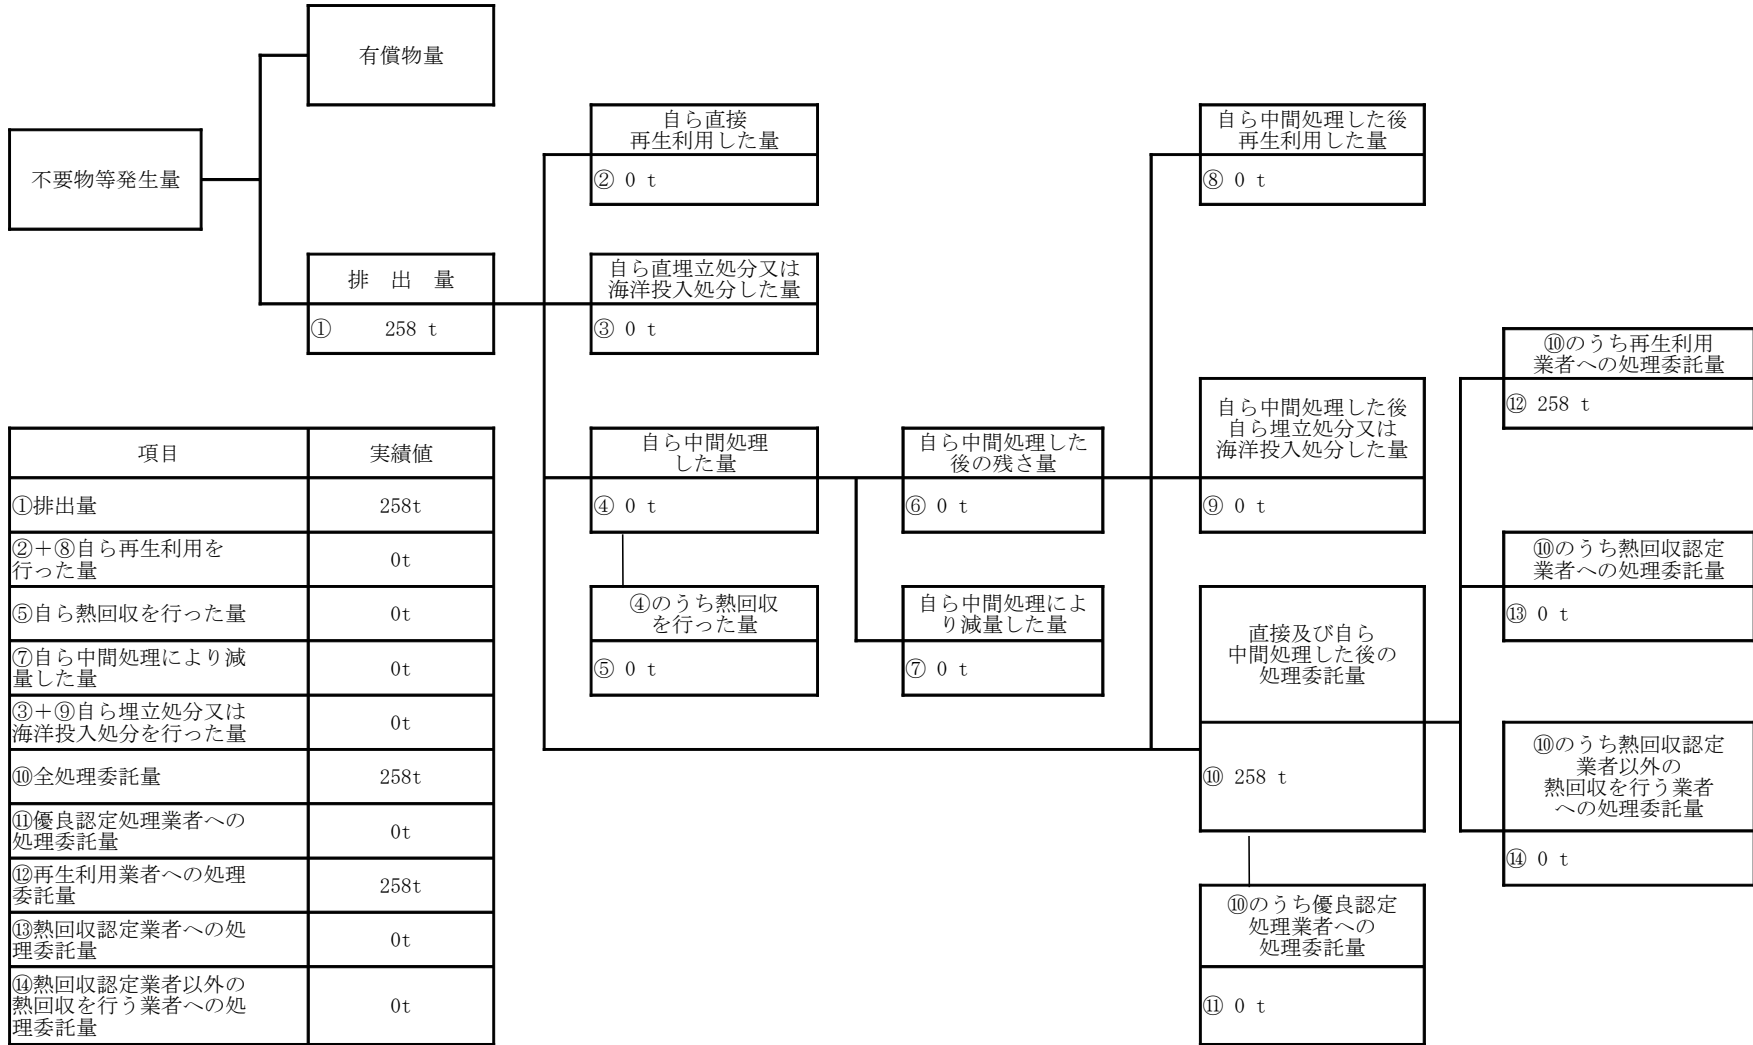 有償物量
不要物等発生量
排　出　量
① 258 t
自ら直接
再生利用した量
② 0 t
自ら直埋立処分又は
海洋投入処分した量
③ 0 t
自ら中間処理
した量
④ 0 t
④のうち熱回収
を行った量
⑤ 0 t
自ら中間処理した
後の残さ量
⑥ 0 t
自ら中間処理によ
り減量した量
⑦ 0 t
自ら中間処理した後
再生利用した量
⑧ 0 t
自ら中間処理した後
自ら埋立処分又は
海洋投入処分した量
⑨ 0 t
直接及び自ら
中間処理した後の
処理委託量
⑩ 258 t
⑩のうち優良認定
処理業者への
処理委託量
⑪ 0 t
⑩のうち再生利用
業者への処理委託量
⑫ 258 t
⑩のうち熱回収認定
業者への処理委託量
⑬ 0 t
⑩のうち熱回収認定
業者以外の
熱回収を行う業者
への処理委託量
⑭ 0 t
項目 実績値
①排出量 258t
②＋⑧自ら再生利用を
行った量 0t
⑤自ら熱回収を行った量 0t
⑦自ら中間処理により減
量した量 0t
③＋⑨自ら埋立処分又は
海洋投入処分を行った量 0t
⑩全処理委託量 258t
⑪優良認定処理業者への
処理委託量 0t
⑫再生利用業者への処理
委託量 258t
⑬熱回収認定業者への処
理委託量 0t
⑭熱回収認定業者以外の
熱回収を行う業者への処
理委託量 0t